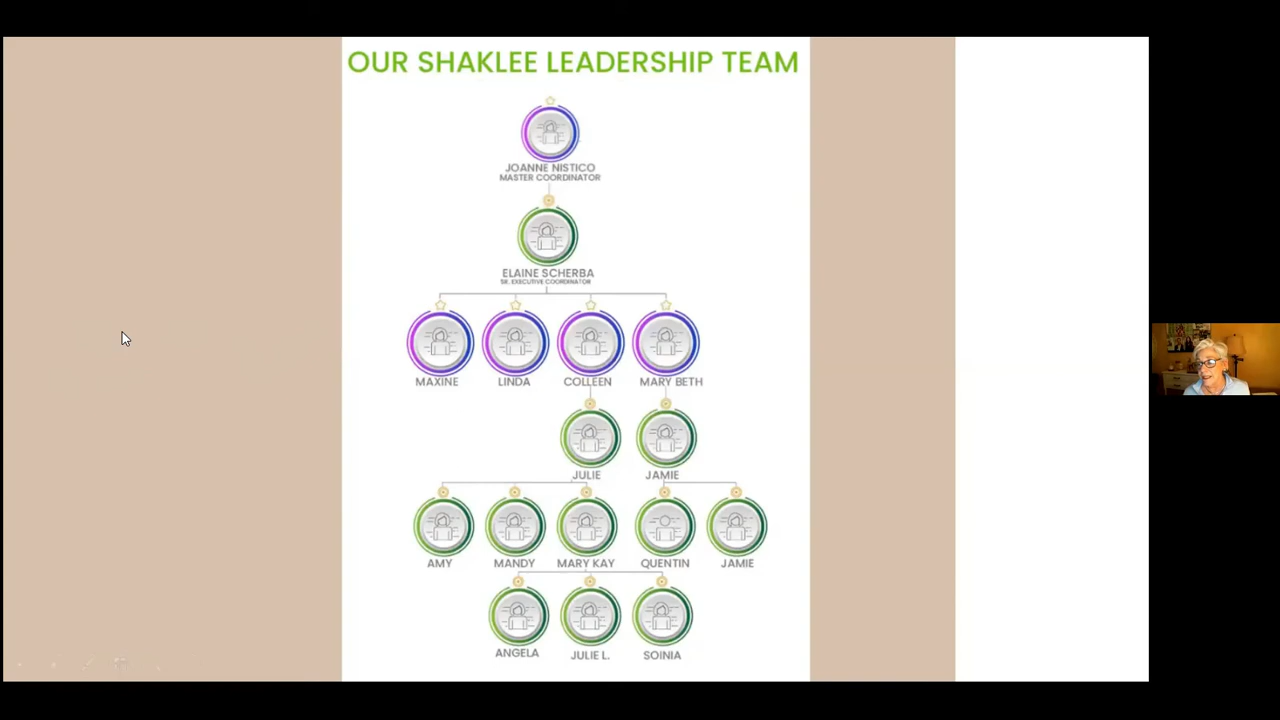 OUR SHAKLEE LEADERSHIP TEAM
JOANNE NISTICO
MASTER COORDINATOR
ELAINE SCHERBA
SR. EXECUTIVE COORDINATOR
MAXINE
LINDA
COLLEEN
MARY BETH
JULIE
JAMIE
AMY
MANDY
MARY KAY
QUENTIN
JAMIE
ANGELA
JULIE L.
SOINIA